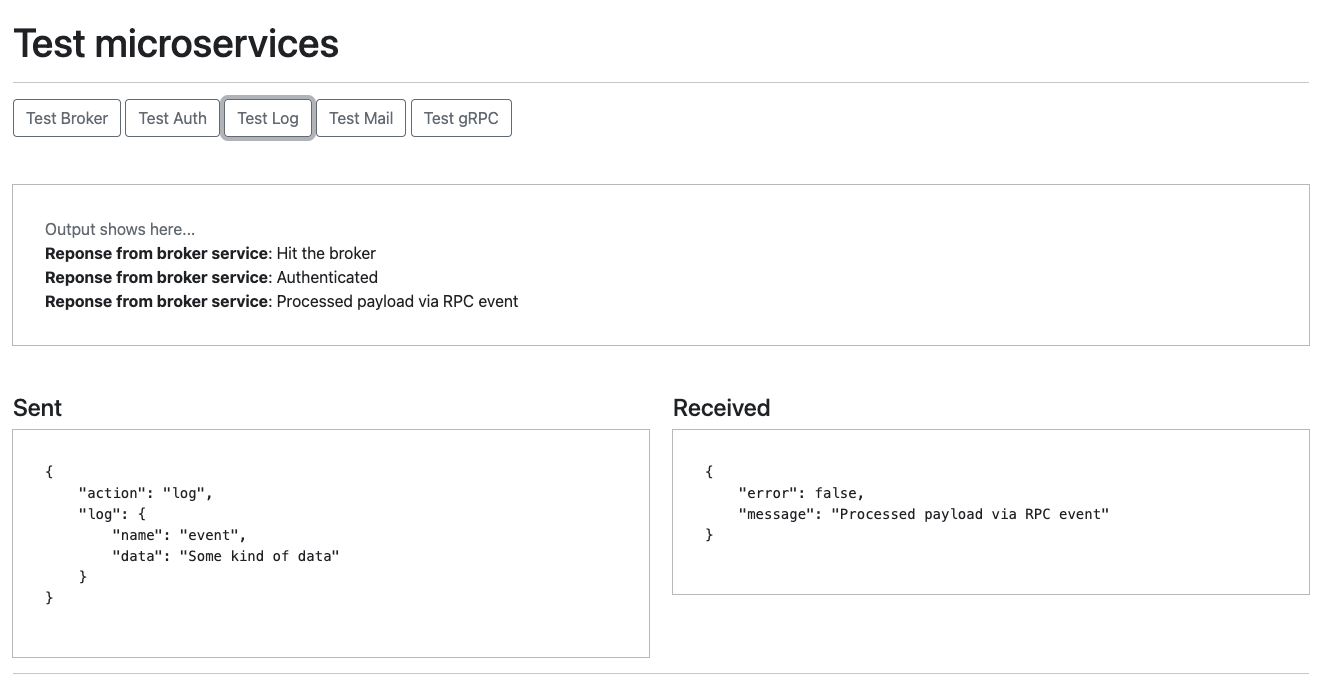 Test microservices
Test Broker
Test Auth
Test Log
Test Mail
Test gRPC
Output shows here...
Reponse from broker service: Hit the broker
Reponse from broker service: Authenticated
Reponse from broker service: Processed payload via RPC event
Sent
{
    "action": "log",
    "log": {
        "name": "event",
        "data": "Some kind of data"
    }
}
Received
{
    "error": false,
    "message": "Processed payload via RPC event"
}